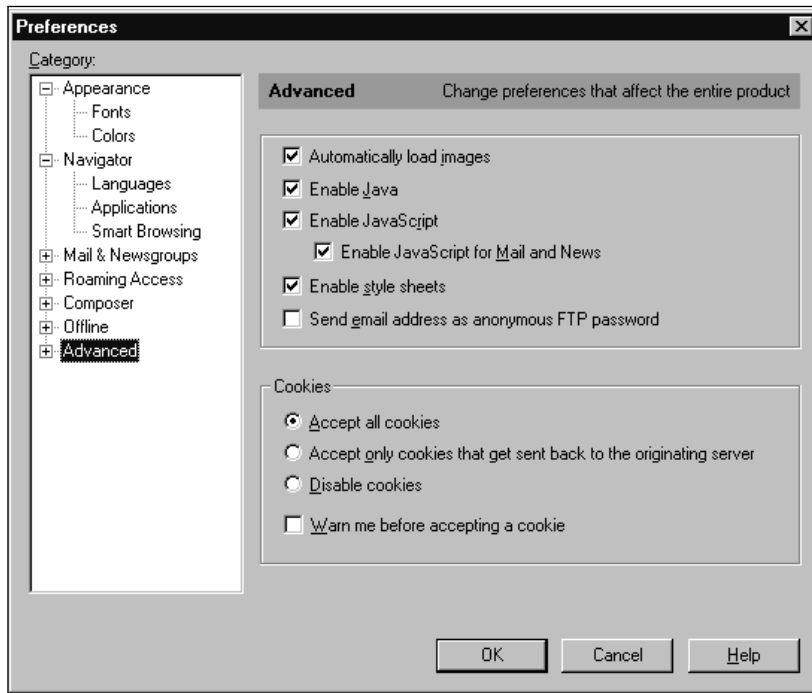 Preferences
Category:
Appearance
Fonts
Colors
Navigator
Languages
Applications
Smart Browsing
Mail & Newsgroups
Roaming Access
Composer
Offline
Advanced
Advanced
Change preferences that affect the entire product
Automatically load images
Enable Java
Enable JavaScript
Enable JavaScript for Mail and News
Enable style sheets
Send email address as anonymous FTP password
Cookies
Accept all cookies
Accept only cookies that get sent back to the originating server
Disable cookies
Warn me before accepting a cookie
OK
Cancel
Help